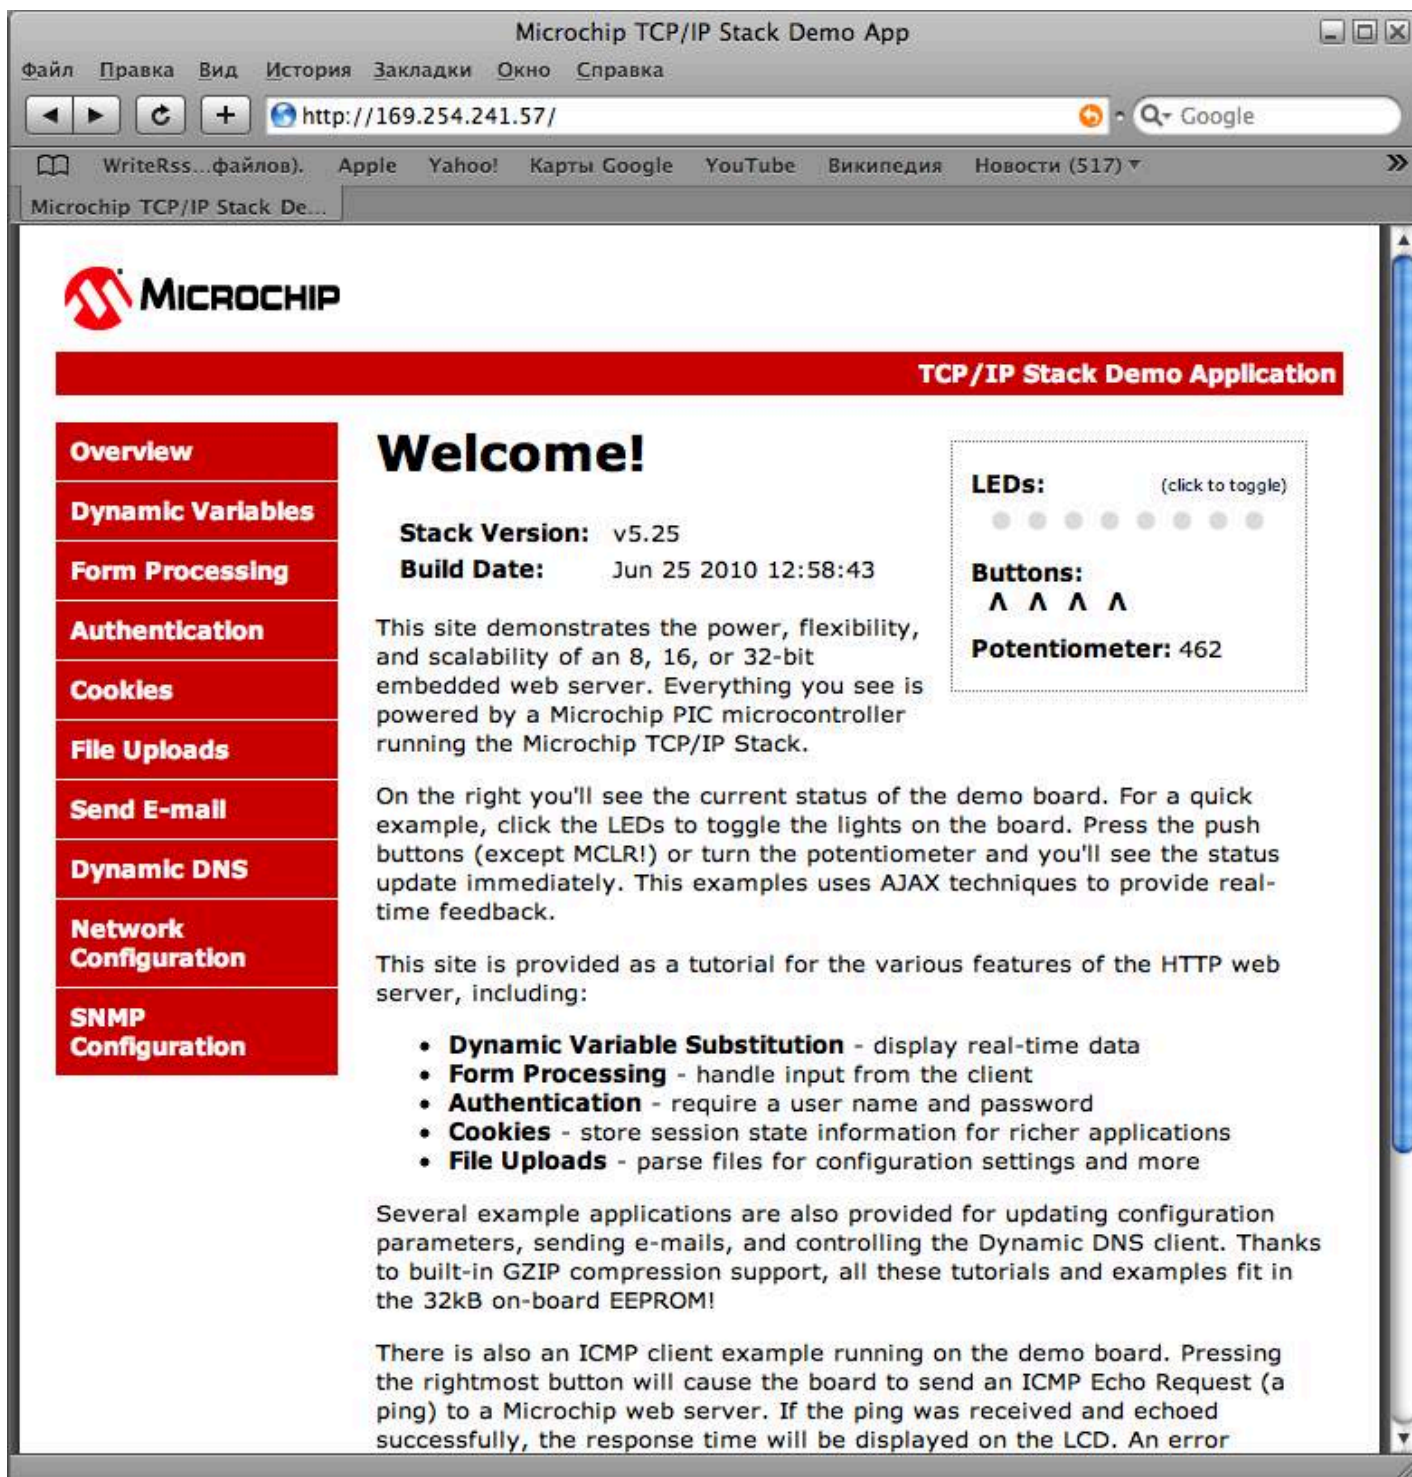 Microchip TCP/IP Stack Demo App
Файл Правка Вид История Закладки Окно Справка
http://169.254.241.57/ Google
WriteRss...файлов). Apple Yahoo! Карты Google YouTube Википедия Новости (517)
Microchip TCP/IP Stack De...
MICROCHIP
TCP/IP Stack Demo Application
Overview
Dynamic Variables
Form Processing
Authentication
Cookies
File Uploads
Send E-mail
Dynamic DNS
Network
Configuration
SNMP
Configuration
Welcome!
Stack Version: v5.25
Build Date: Jun 25 2010 12:58:43
LEDs: (click to toggle)
Buttons:
Λ Λ Λ Λ
Potentiometer: 462
This site demonstrates the power, flexibility,
and scalability of an 8, 16, or 32-bit
embedded web server. Everything you see is
powered by a Microchip PIC microcontroller
running the Microchip TCP/IP Stack.
On the right you'll see the current status of the demo board. For a quick
example, click the LEDs to toggle the lights on the board. Press the push
buttons (except MCLR!) or turn the potentiometer and you'll see the status
update immediately. This examples uses AJAX techniques to provide real-
time feedback.
This site is provided as a tutorial for the various features of the HTTP web
server, including:
• Dynamic Variable Substitution - display real-time data
• Form Processing - handle input from the client
• Authentication - require a user name and password
• Cookies - store session state information for richer applications
• File Uploads - parse files for configuration settings and more
Several example applications are also provided for updating configuration
parameters, sending e-mails, and controlling the Dynamic DNS client. Thanks
to built-in GZIP compression support, all these tutorials and examples fit in
the 32kB on-board EEPROM!
There is also an ICMP client example running on the demo board. Pressing
the rightmost button will cause the board to send an ICMP Echo Request (a
ping) to a Microchip web server. If the ping was received and echoed
successfully, the response time will be displayed on the LCD. An error